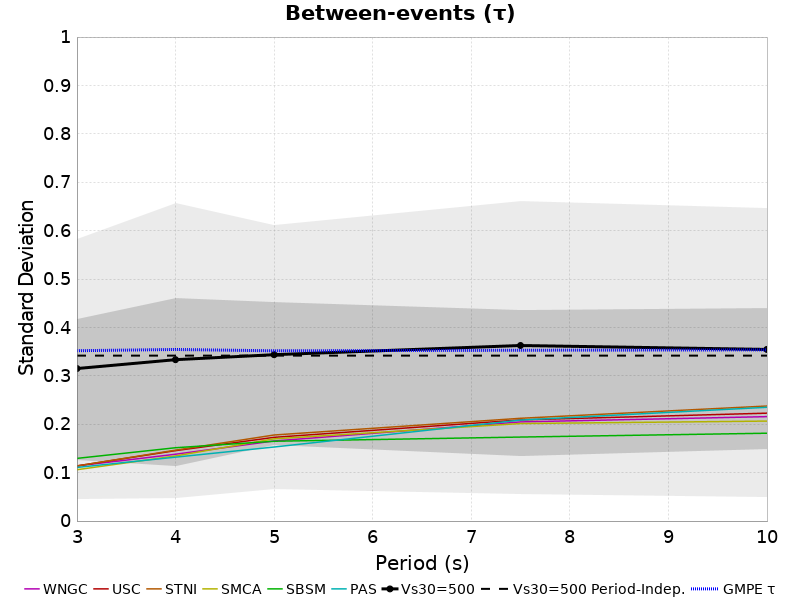 Between-events (τ)
Standard Deviation
1
0.9
0.8
0.7
0.6
0.5
0.4
0.3
0.2
0.1
0
3 4 5 6 7 8 9 10
Period (s)
WNGC USC STNI SMCA SBSM PAS Vs30=500 Vs30=500 Period-Indep. GMPE τ